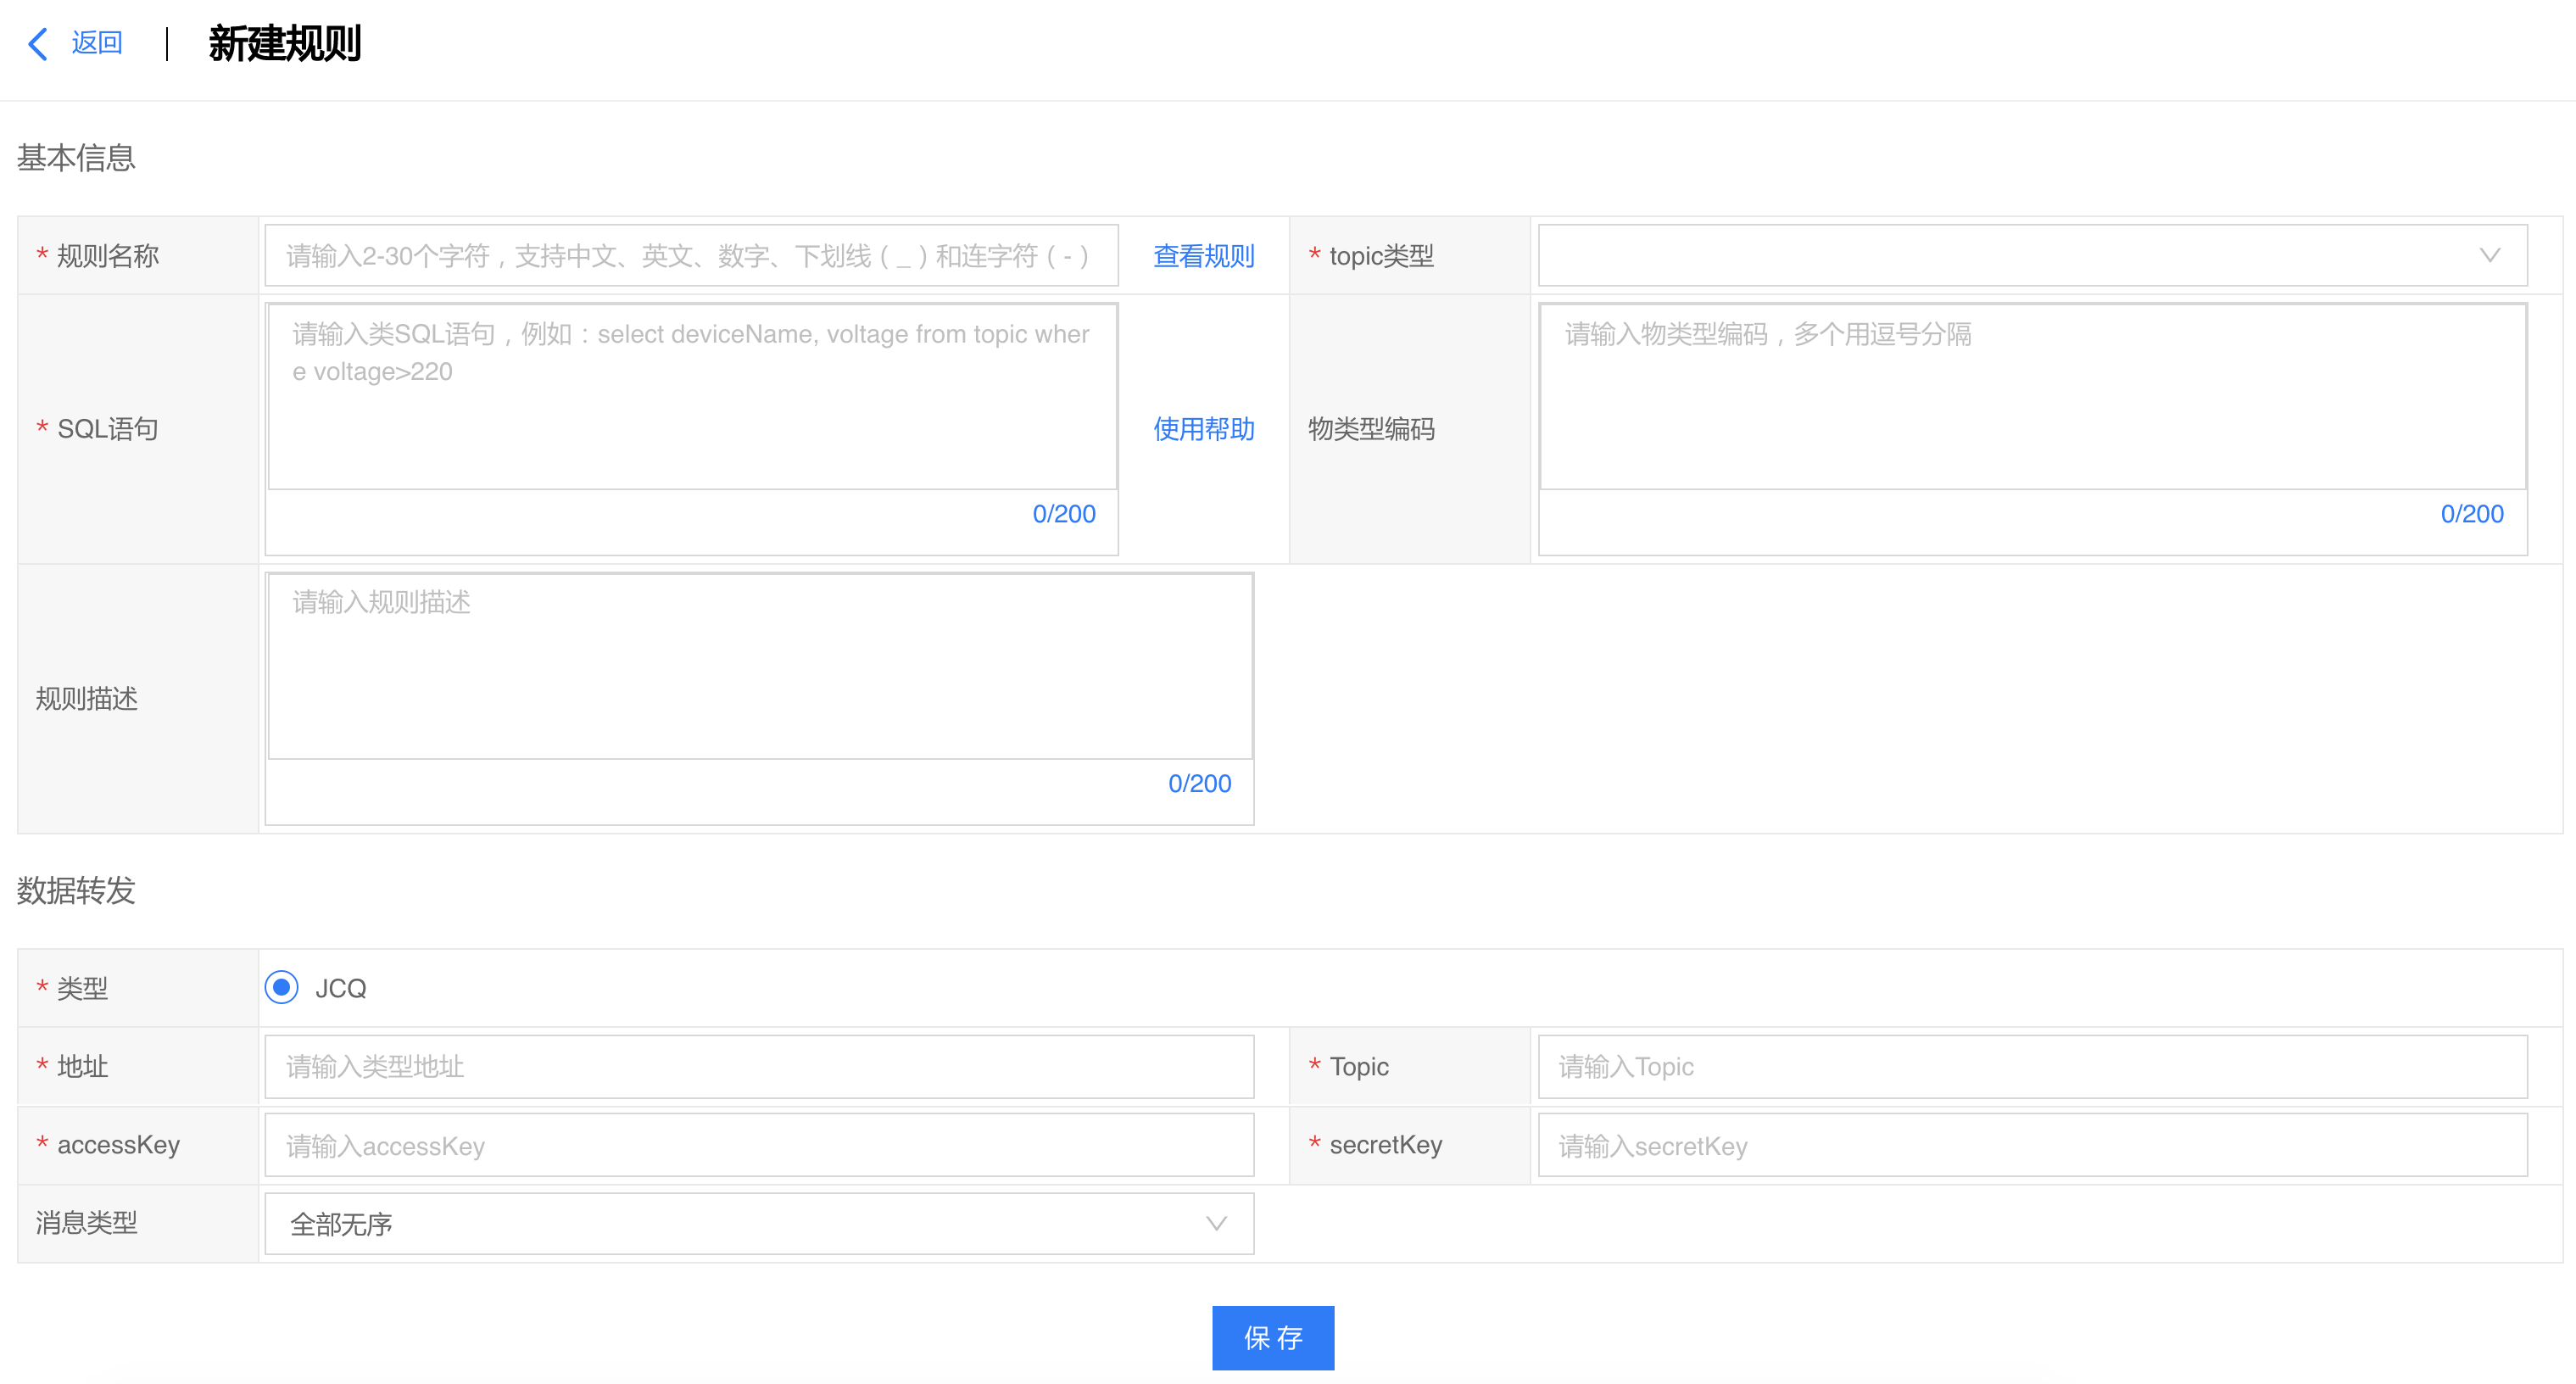 返回
新建规则
基本信息
* 规则名称
请输入2-30个字符，支持中文、英文、数字、下划线（_）和连字符（-）
查看规则
* topic类型
* SQL语句
请输入类SQL语句，例如：select deviceName, voltage from topic wher
e voltage>220
0/200
使用帮助
物类型编码
请输入物类型编码，多个用逗号分隔
0/200
规则描述
请输入规则描述
0/200
数据转发
* 类型
JCQ
* 地址
请输入类型地址
* Topic
请输入Topic
* accessKey
请输入accessKey
* secretKey
请输入secretKey
消息类型
全部无序
保 存